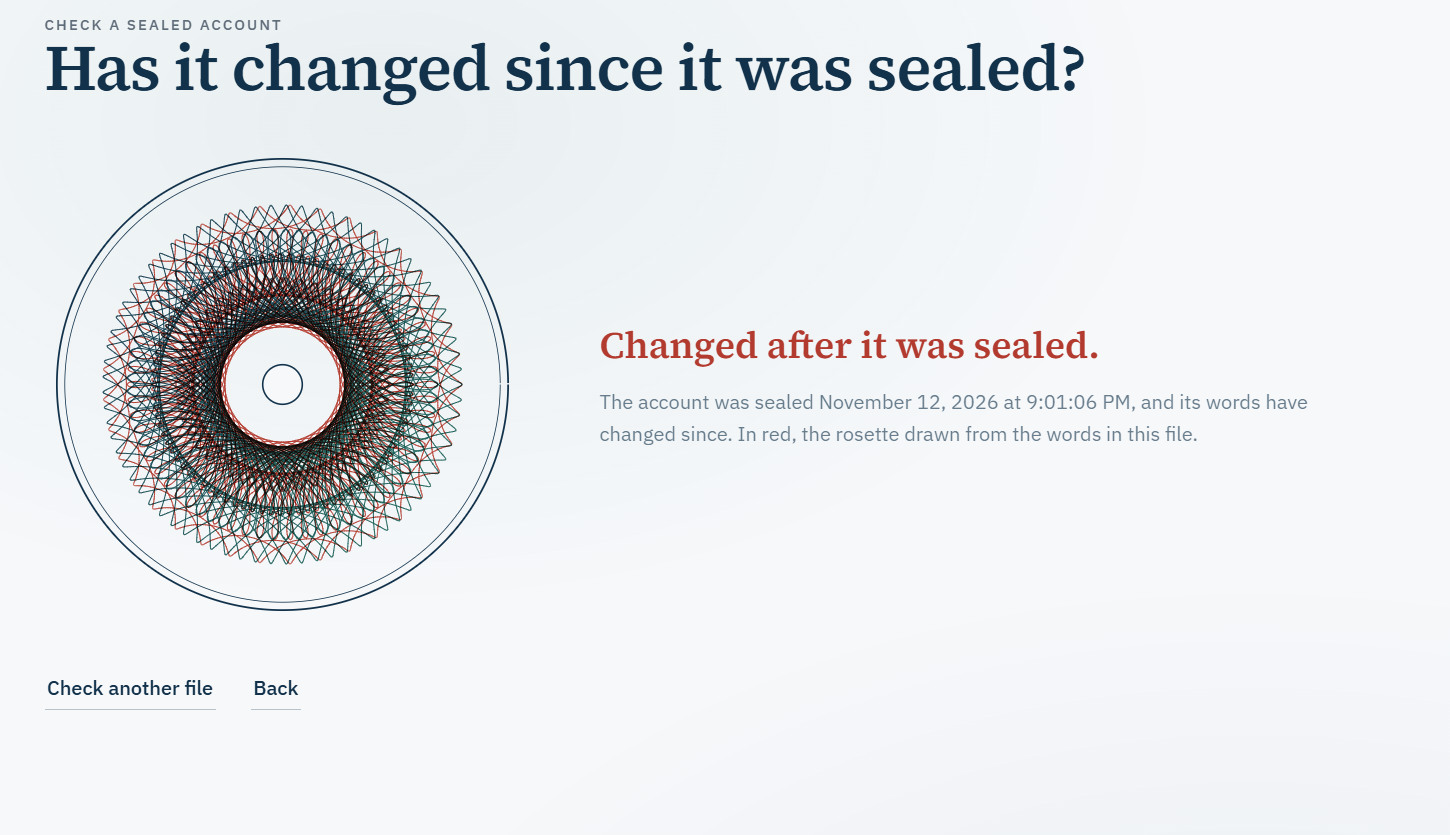 CHECK A SEALED ACCOUNT
Has it changed since it was sealed?
Changed after it was sealed.
The account was sealed November 12, 2026 at 9:01:06 PM, and its words have
changed since. In red, the rosette drawn from the words in this file.
Check another file
Back